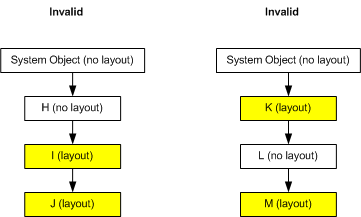 Invalid
System Object (no layout)
H (no layout)
I (layout)
J (layout)
Invalid
System Object (no layout)
K (layout)
L (no layout)
M (layout)